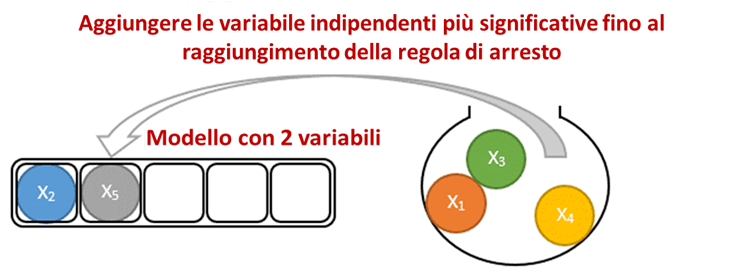 Aggiungere le variabile indipendenti più significative fino al
raggiungimento della regola di arresto
Modello con 2 variabili
X2 X5
X3
X1
X4